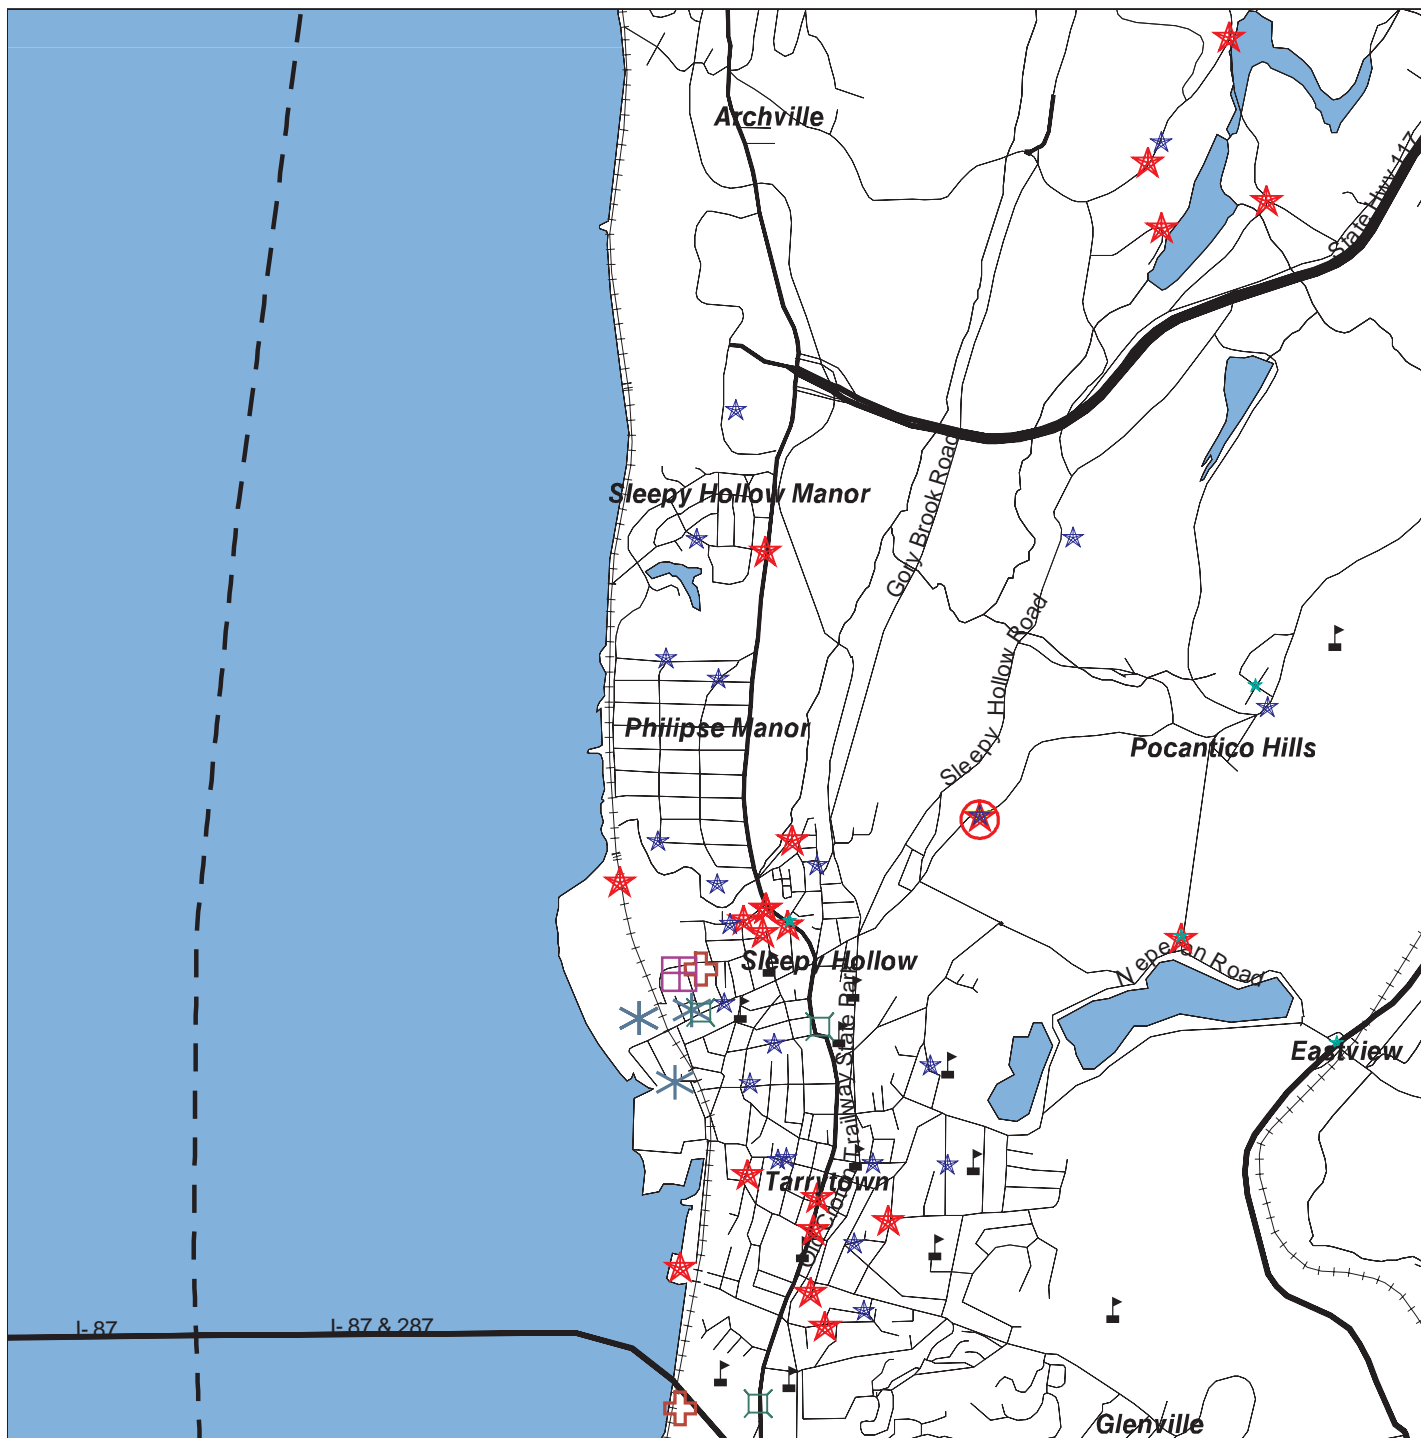 Archville
State Hwy 117
Sleepy Hollow Manor
Gory Brook Road
Sleepy Hollow Road
Philipse Manor
Pocantico Hills
Sleepy Hollow
Neperan Road
Eastview
Old Croton Trailway State Park
Tarrytown
I- 87
I- 87 & 287
Glenville